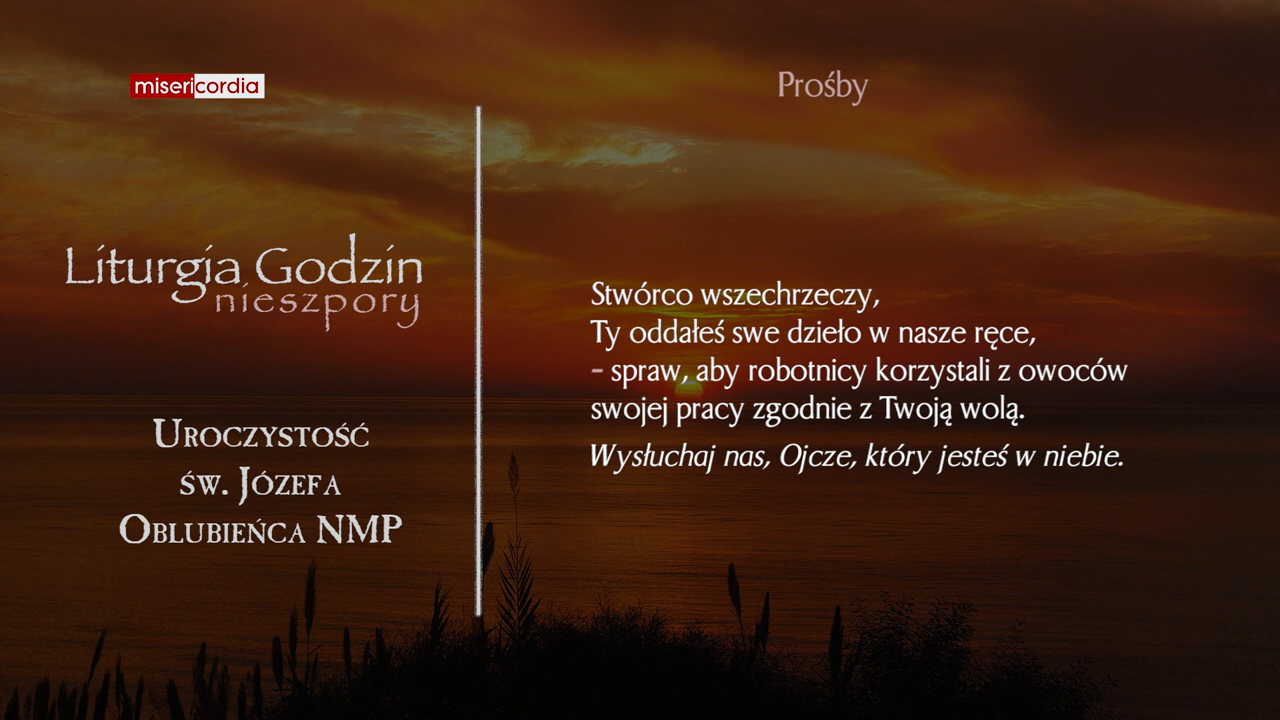 misericordia
Prośby
Liturgia Godzin
nieszpory
Uroczystość
św. Józefa
Oblubieńca NMP
Stwórco wszechrzeczy,
Ty oddałeś swe dzieło w nasze ręce,
- spraw, aby robotnicy korzystali z owoców
swojej pracy zgodnie z Twoją wolą.
Wysłuchaj nas, Ojcze, który jesteś w niebie.